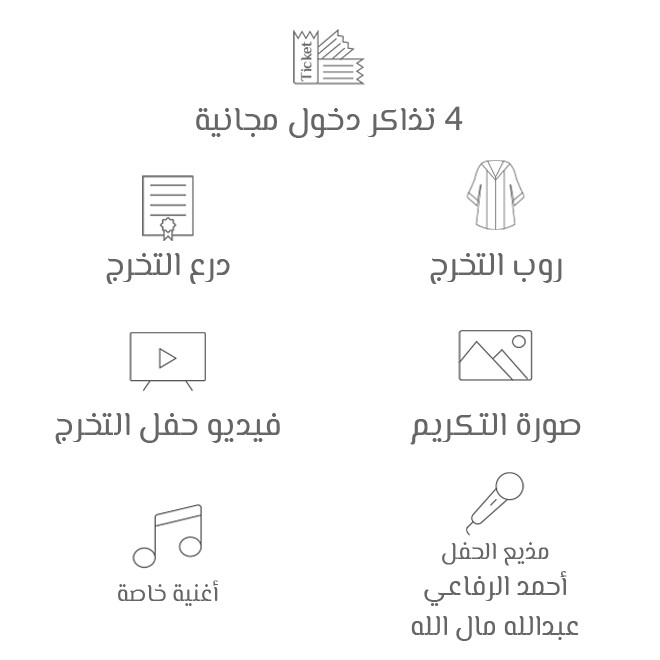 Ticket
4 تذاكر دخول مجانية
روب التخرج
درع التخرج
صورة التكريم
فيديو حفل التخرج
مذيع الحفل
أحمد الرفاعي
عبدالله مال الله
أغنية خاصة